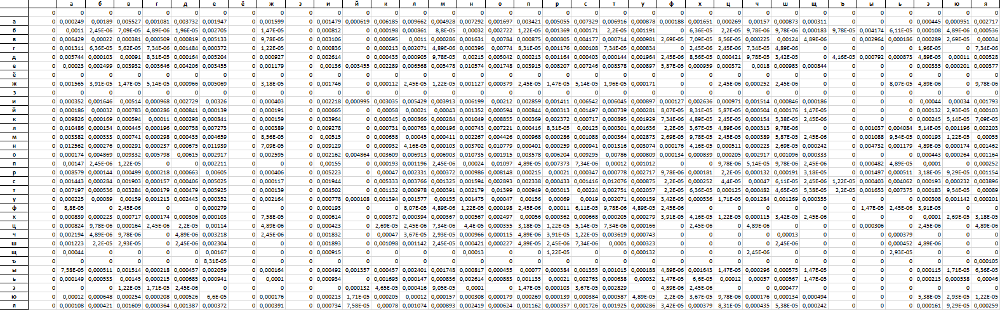 а б в г д е ё ж з и й к л м н о п р с т у ф х ц ч ш щ ъ ы ь э ю я
0 0 0 0 0 0 0 0 0 0 0 0 0 0 0 0 0 0 0 0 0 0 0 0 0 0 0 0 0 0 0 0 0 0
а 0 0,000249 0,00189 0,005527 0,001081 0,003732 0,001947 0 0,001599 0 0,001479 0,000619 0,006185 0,009662 0,004928 0,007292 0,001697 0,003421 0,005055 0,007329 0,006916 0,000878 0,000188 0,001651 0,000269 0,00157 0,000873 0,000311 0 0 0 0,000445 0,000951 0,002717
б 0 0,0011 2,45E-06 7,09E-05 4,89E-06 1,96E-05 0,002705 0 1,47E-05 0 0,000812 0 0,000198 0,000861 8,8E-05 0,00032 0,002722 1,22E-05 0,001369 0,000171 2,2E-05 0,001191 0 6,36E-05 2,2E-05 9,78E-06 9,78E-06 0,000183 9,78E-05 0,004174 6,11E-05 0,000108 4,89E-06 0,000536
в 0 0,006429 0,00022 0,000381 0,000509 0,000819 0,005133 0 9,78E-05 0 0,003106 0 0,000695 0,0011 0,000286 0,001631 0,00784 0,000875 0,000805 0,004177 0,000714 0,000981 2,69E-05 7,09E-05 8,56E-05 0,000225 0,00124 4,89E-06 0 0,002964 0,000186 0,000289 2,69E-05 0,00034
г 0 0,001311 6,36E-05 5,62E-05 7,34E-06 0,001484 0,000372 0 1,22E-05 0 0,000836 0 0,000213 0,002071 4,89E-06 0,000396 0,00774 8,31E-05 0,001176 0,000108 7,34E-05 0,000834 0 2,45E-06 2,45E-06 7,34E-05 4,89E-06 0 0 0 0 1,96E-05 0 7,34E-06
д 0 0,005744 0,000103 0,00091 8,31E-05 0,000164 0,005204 0 0,000927 0 0,002614 0 0,000435 0,000905 9,78E-05 0,00215 0,005042 0,000213 0,001164 0,000403 0,000144 0,001964 2,45E-06 8,56E-05 0,000421 9,78E-05 3,42E-05 0 4,16E-05 0,000792 0,000873 4,89E-05 0,00011 0,000528
е 0 0,00023 0,002499 0,003932 0,003646 0,004206 0,003455 0 0,001179 0 0,00136 0,003455 0,002289 0,006568 0,005478 0,010574 0,001748 0,003915 0,008207 0,007246 0,008378 0,000897 5,87E-05 0,000959 0,000372 0,0018 0,000983 0,000844 0 0 0 0,000335 0,000201 0,000377
ё 0 0 0 0 0 0 0 0 0 0 0 0 0 0 0 0 0 0 0 0 0 0 0 0 0 0 0 0 0 0 0 0 0 0
ж 0 0,001565 3,91E-05 1,47E-05 5,14E-05 0,000966 0,005069 0 3,18E-05 0 0,001746 0 0,000112 2,45E-05 1,22E-05 0,001127 0,000379 2,45E-05 1,47E-05 5,14E-05 1,96E-05 0,000171 0 0 2,45E-06 0,000252 2,45E-06 0 0 0 8,07E-05 4,89E-06 0 9,78E-06
з 0 0 0 0 0 0 0 0 0 0 0 0 0 0 0 0 0 0 0 0 0 0 0 0 0 0 0 0 0 0 0 0 0 0
и 0 0,000352 0,001646 0,00514 0,000968 0,002729 0,00326 0 0,000403 0 0,002218 0,000995 0,003035 0,005429 0,003913 0,006199 0,00212 0,002859 0,001411 0,006542 0,006045 0,000897 0,000127 0,002636 0,000971 0,001514 0,000846 0,000186 0 0 0 0,00044 0,00034 0,001793
й 0 0,000186 0,00032 0,000783 0,000286 0,000841 0,000139 0 0,000191 0 0,000665 0 0,00058 0,00021 0,00043 0,001352 0,000594 0,000844 0,000313 0,001497 0,000739 0,000281 8,07E-05 8,31E-05 5,87E-05 0,000504 0,000176 1,47E-05 0 0 0 0,000132 2,93E-05 0,000103
к 0 0,009826 0,000169 0,000594 0,00011 0,000298 0,000841 0 0,000159 0 0,003964 0 0,000345 0,000866 0,000284 0,001049 0,008855 0,000369 0,002372 0,000717 0,000895 0,001929 7,34E-06 4,89E-05 2,45E-05 0,000154 5,38E-05 2,45E-06 0 0 0 0,000245 5,14E-05 7,09E-05
л 0 0,010486 0,000154 0,000445 0,000196 0,000758 0,007273 0 0,000389 0 0,009278 0 0,000731 0,000763 0,000196 0,000743 0,007221 0,000416 8,31E-05 0,00125 0,000301 0,001636 2,2E-05 3,67E-05 4,89E-06 0,000313 9,78E-06 0 0 0,001037 0,004084 5,14E-05 0,001196 0,002203
м 0 0,003382 0,000333 0,000741 0,000298 0,000435 0,004659 0 8,56E-05 0 0,00515 0 0,000658 0,00045 0,000411 0,002267 0,004426 0,000968 0,000286 0,001088 0,000364 0,002873 2,69E-05 9,78E-05 2,45E-05 0,000389 5,87E-05 2,45E-06 0 0,001088 9,54E-05 0,000193 1,22E-05 0,00055
н 0 0,012562 0,000276 0,000291 0,000237 0,000675 0,011939 0 7,09E-05 0 0,009129 0 0,000932 4,16E-05 0,000103 0,003702 0,010779 0,000401 0,000259 0,000941 0,001316 0,003074 0,000176 4,16E-05 0,000511 0,000223 2,69E-05 0,000242 0 0,004732 0,001179 4,89E-05 0,000174 0,001462
о 0 0,000174 0,004869 0,009332 0,005798 0,00615 0,002917 0 0,002595 0 0,002162 0,004864 0,003609 0,006913 0,006903 0,010735 0,001915 0,003578 0,006204 0,009295 0,00786 0,000809 0,000134 0,000839 0,000205 0,002917 0,001096 0,000333 0 0 0 0,000443 0,000264 0,001164
п 0 0,00147 2,45E-06 1,22E-05 0 0 0,002211 0 0 0 0,00155 0 0,000193 0,001196 2,45E-06 0,00024 0,01097 4,89E-05 0,007373 7,34E-06 0,00012 0,001012 0 0 9,78E-06 5,14E-05 9,78E-06 2,45E-06 0 0,000482 4,89E-05 0,0001 0 0,000252
р 0 0,008579 0,000144 0,000499 0,000218 0,000663 0,00605 0 0,000406 0 0,005223 0 0,00047 0,002331 0,000372 0,000986 0,008148 0,000215 0,00021 0,000347 0,000778 0,002717 9,78E-06 0,000181 2,2E-05 0,000132 0,000191 3,18E-05 0 0,001497 0,000511 3,18E-05 9,29E-05 0,001154
с 0 0,001443 0,000284 0,001903 0,000157 0,000406 0,005025 0 0,000117 0 0,001944 0 0,005333 0,003766 0,001325 0,001594 0,002893 0,002338 0,000433 0,001416 0,012076 0,000875 2,2E-05 0,000252 4,4E-05 0,00047 6,11E-05 2,45E-06 1,22E-05 0,000403 0,004062 0,000193 0,000232 0,003896
т 0 0,007197 0,000536 0,003284 0,000179 0,000479 0,005925 0 0,000139 0 0,004502 0 0,001132 0,000978 0,000391 0,002179 0,01399 0,000949 0,003013 0,00224 0,002751 0,002057 2,2E-05 6,36E-05 0,000125 0,000482 4,65E-05 5,38E-05 2,2E-05 0,001653 0,007375 0,000183 9,54E-05 0,00089
у 0 0,000225 0,00089 0,00159 0,001213 0,002443 0,000352 0 0,002164 0 0,000778 0,000108 0,001394 0,001577 0,00155 0,001475 0,00047 0,00156 0,00069 0,0019 0,002071 0,000159 3,42E-05 0,000536 1,71E-05 0,001284 0,001269 0,000355 0 0 0 0,000308 0,001142 0,000201
ф 0 8,8E-05 0 2,45E-06 0 0 0,000279 0 0 0 0,000193 0 0 8,07E-05 4,89E-06 1,22E-05 0,000198 2,45E-06 0,00011 6,11E-05 9,78E-06 4,89E-05 2,45E-06 0 0 0 0 0 0 1,47E-05 2,45E-06 3,91E-05 0 0
х 0 0,000839 0,000223 0,000717 0,000174 0,000306 0,000103 0 7,58E-05 0 0,000614 0 0,000372 0,000394 0,000367 0,000567 0,002497 0,00056 0,000362 0,000668 0,000205 0,000279 3,91E-05 4,16E-05 1,22E-05 0,000115 3,42E-05 2,45E-06 0 0 0 0,0001 2,69E-05 3,18E-05
ц 0 0,000824 9,78E-06 0,000164 2,45E-06 2,2E-05 0,00114 0 4,89E-06 0 0,000423 0 2,69E-05 2,45E-06 7,34E-06 4,4E-05 0,000355 3,18E-05 1,22E-05 5,14E-05 7,34E-06 0,000166 0 2,45E-06 0 4,89E-06 0 0 0 0,000306 0 2,45E-06 0 4,89E-06
ч 0 0,002194 4,89E-06 9,78E-06 0 4,89E-06 0,003218 0 2,45E-06 0 0,001832 0 0,00047 3,67E-05 2,93E-05 0,000966 0,000115 4,89E-06 3,91E-05 1,22E-05 0,003619 0,000743 0 0 0 0 0,00013 0 0 0 0,000379 0 0 0
ш 0 0,001223 2,2E-05 2,93E-05 0 2,45E-06 0,002304 0 0 0 0,001893 0 0,001098 0,001142 2,45E-05 0,000421 0,000227 4,89E-05 2,45E-06 7,34E-06 0,0001 0,000323 0 0 0 0 2,45E-06 0 0 0 0,000452 4,89E-06 0 0
щ 0 0,00044 0 0 0 0 0,00167 0 0 0 0,000915 0 0 0 0 0,00013 0 0 1,22E-05 0 0 0,000132 0 0 0 2,45E-06 0 0 0 0 2,93E-05 0 0 0
ъ 0 0 0 0 0 0 8,31E-05 0 0 0 0 0 0 0 0 0 0 0 0 0 0 0 0 0 0 0 0 0 0 0 0 0 0 0,000105
ы 0 7,58E-05 0,000511 0,001514 0,000218 0,000457 0,002059 0 0,000164 0 0,000492 0,001357 0,000457 0,002401 0,001748 0,000817 0,000455 0,00077 0,000384 0,001355 0,001015 0,000188 4,89E-06 0,001643 1,47E-05 0,000296 0,000575 1,47E-05 0 0 0 0,000115 1,71E-05 6,36E-05
ь 0 0,000149 0,000533 0,00145 0,000215 0,000685 0,000941 0 0,0001 0 0,000934 0 0,001695 0,000147 0,000836 0,002614 0,000883 0,001135 0,00021 0,002763 0,000638 0,00032 1,47E-05 6,6E-05 0,00012 0,00057 0,000567 1,47E-05 0 0 0 0,000213 0,000538 0,00046
э 0 0 0 1,22E-05 1,71E-05 2,45E-06 0 0 0 0 0 0,000132 4,65E-05 0,000416 9,05E-05 0,0001 0 1,47E-05 0,000103 3,67E-05 0,002829 0 4,89E-06 2,45E-06 0 0 0,000477 0 0 0 0 0 0 0
ю 0 0,00012 0,000648 0,000254 0,000208 0,000526 6,6E-05 0 0,000176 0 0,000213 1,71E-05 0,000205 0,00012 0,000157 0,000308 0,000179 0,000269 0,000139 0,000384 0,000587 4,89E-05 2,2E-05 3,67E-05 9,78E-06 0,000176 0,000134 0,000494 0 0 0 5,38E-05 2,93E-05 1,22E-05
я 0 0,000108 0,000421 0,001609 0,000364 0,001387 0,000372 0 0,000391 0 0,000734 7,58E-05 0,00078 0,001074 0,000893 0,002419 0,000624 0,001162 0,000357 0,001726 0,001925 0,000286 3,42E-05 0,000379 8,31E-05 0,000435 5,38E-05 0,000242 0 0 0 0,000161 9,29E-05 0,000259